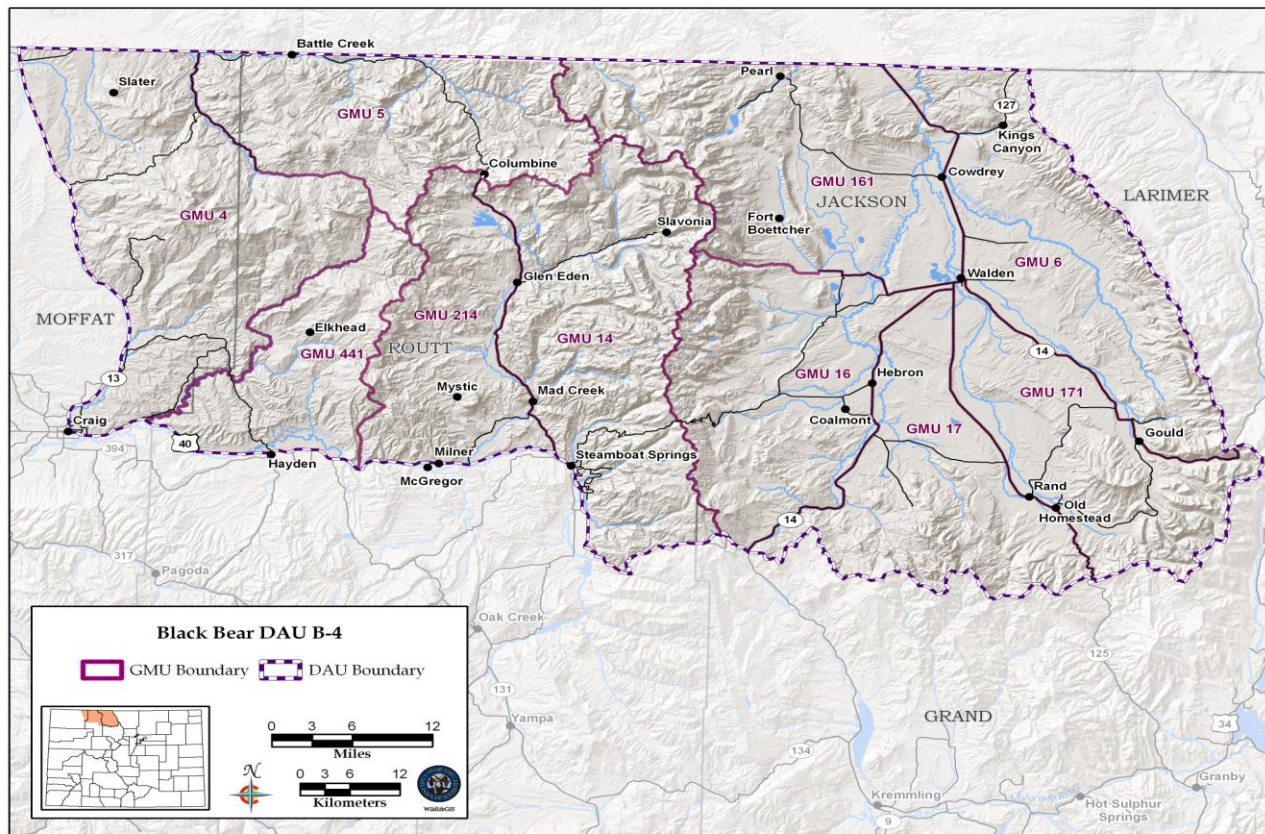 Battle Creek
Slater
Pearl
GMU 5
127
Kings
Canyon
Columbine
Cowdrey
GMU 161
LARIMER
GMU 4
JACKSON
Fort
Boettcher
Slavonia
GMU 6
Glen Eden
Walden
MOFFAT
GMU 214
Elkhead
GMU 441
ROUTT
GMU 14
14
13
GMU 16
Hebron
GMU 171
Mystic
Mad Creek
Coalmont
Craig
GMU 17
40
394
Gould
Hayden
Milner
McGregor
Steamboat Springs
Rand
Old
Homestead
14
317
Pagoda
Oak Creek
125
131
Yampa
GRAND
34
134
Granby
Kremmling
Colorado River
Hot Sulphur
Springs
9
Black Bear DAU B-4
GMU Boundary
DAU Boundary
0 3 6 12
Miles
N
0 3 6 12
Kilometers
WildlifeGIS